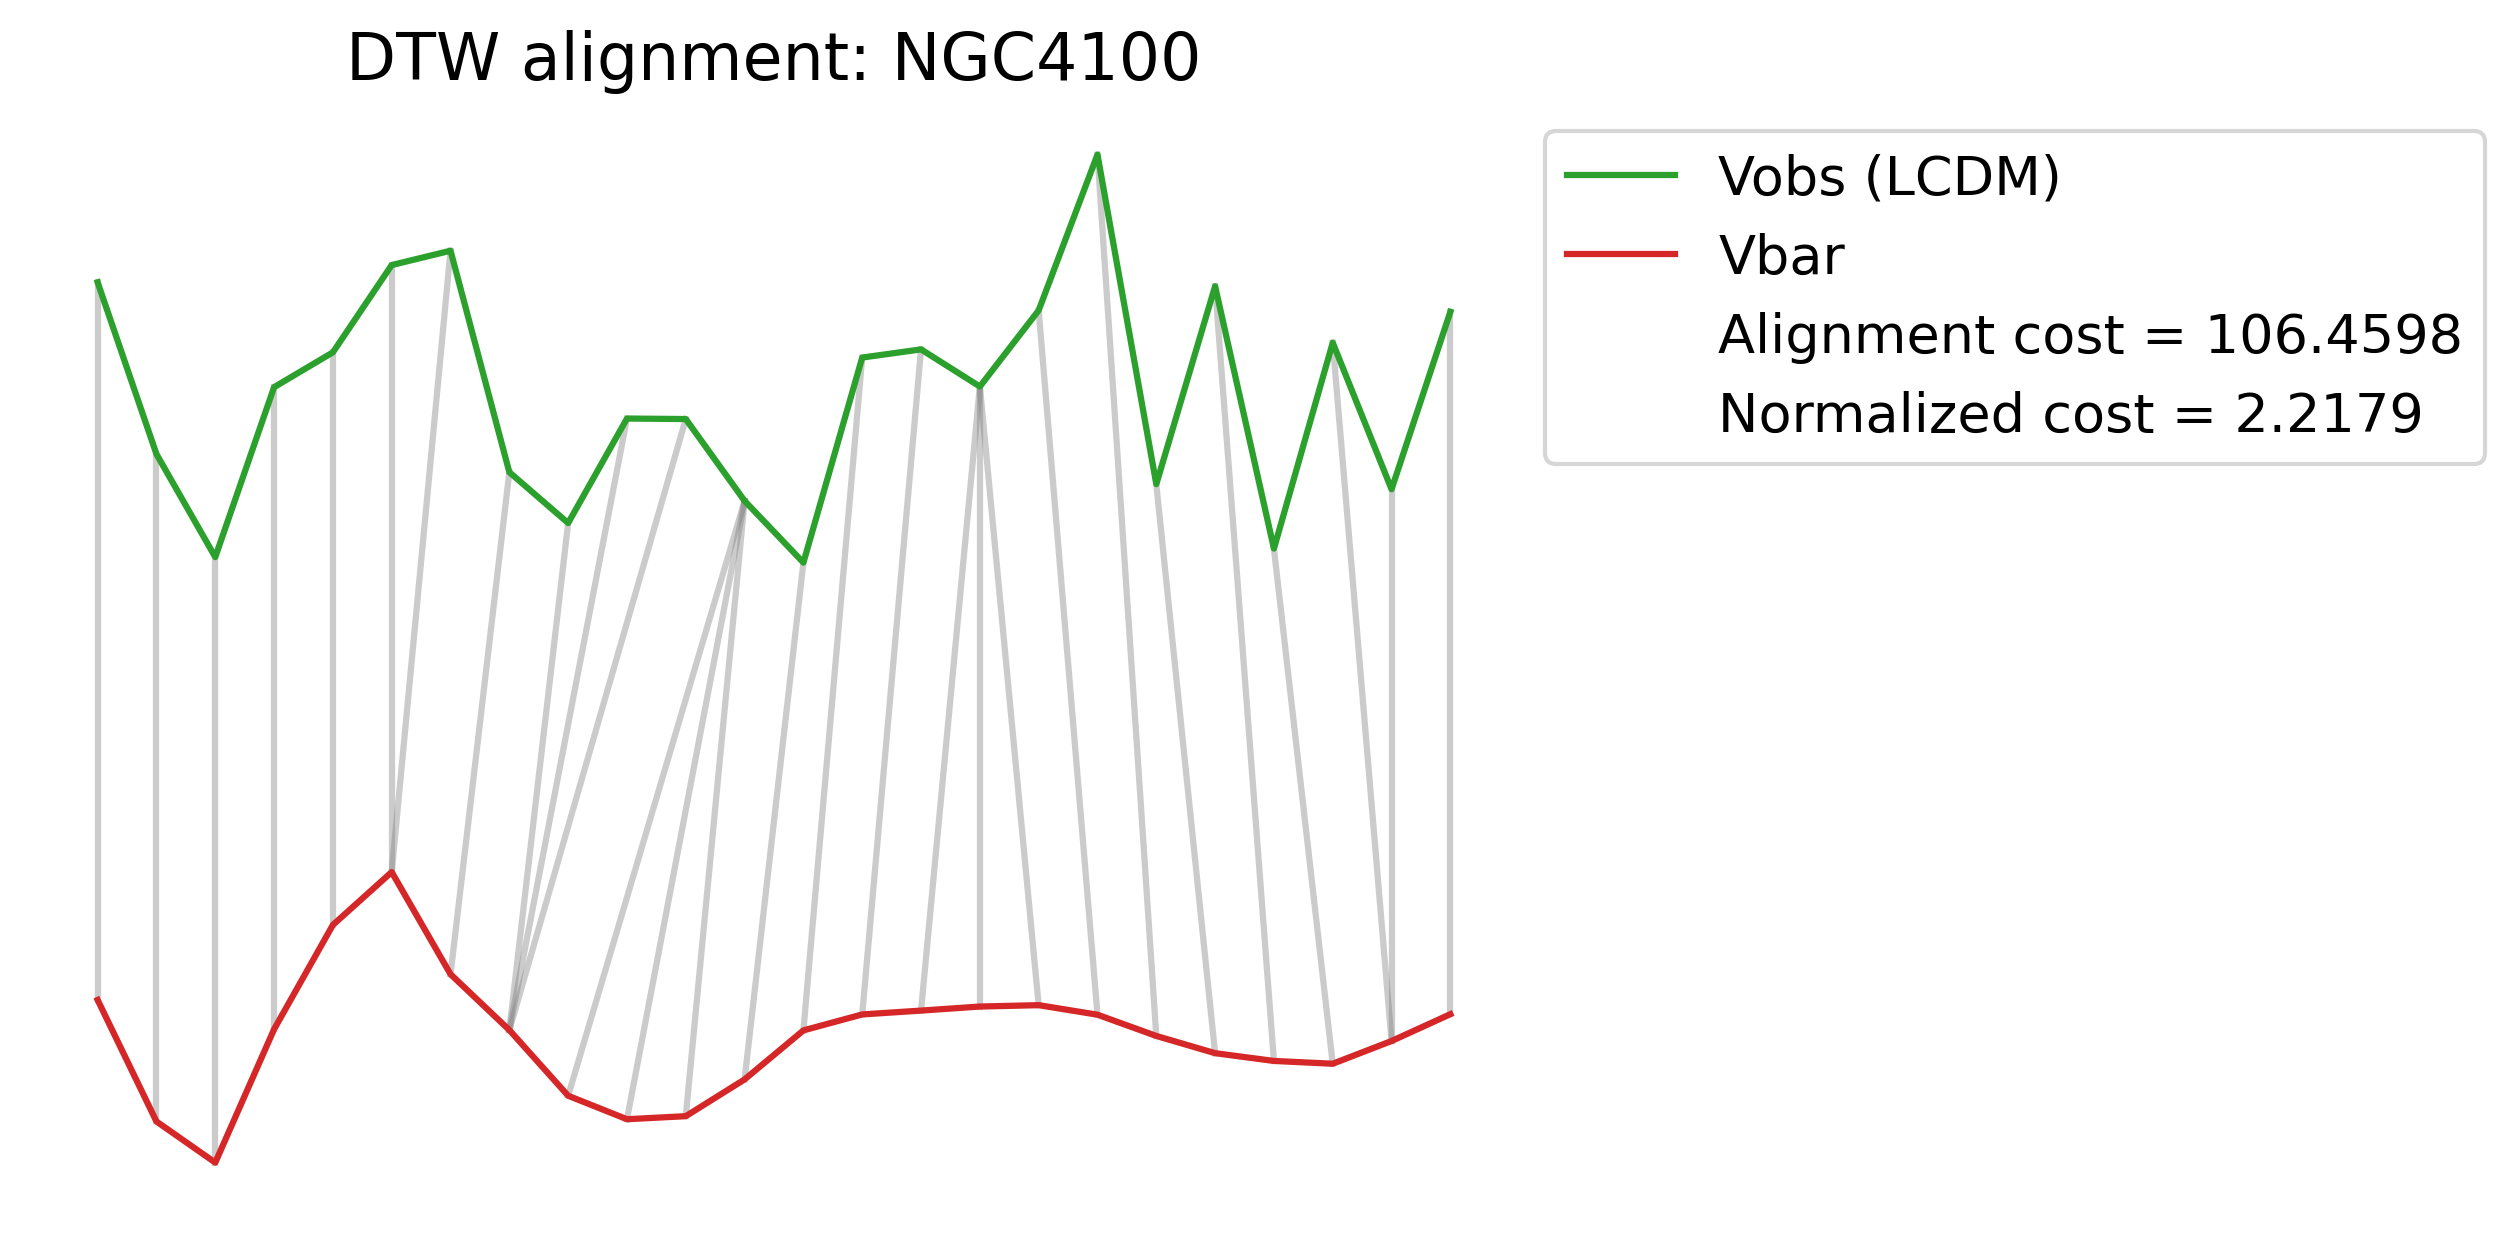 DTW alignment: NGC4100
Vobs (LCDM)
Vbar
Alignment cost = 106.4598
Normalized cost = 2.2179